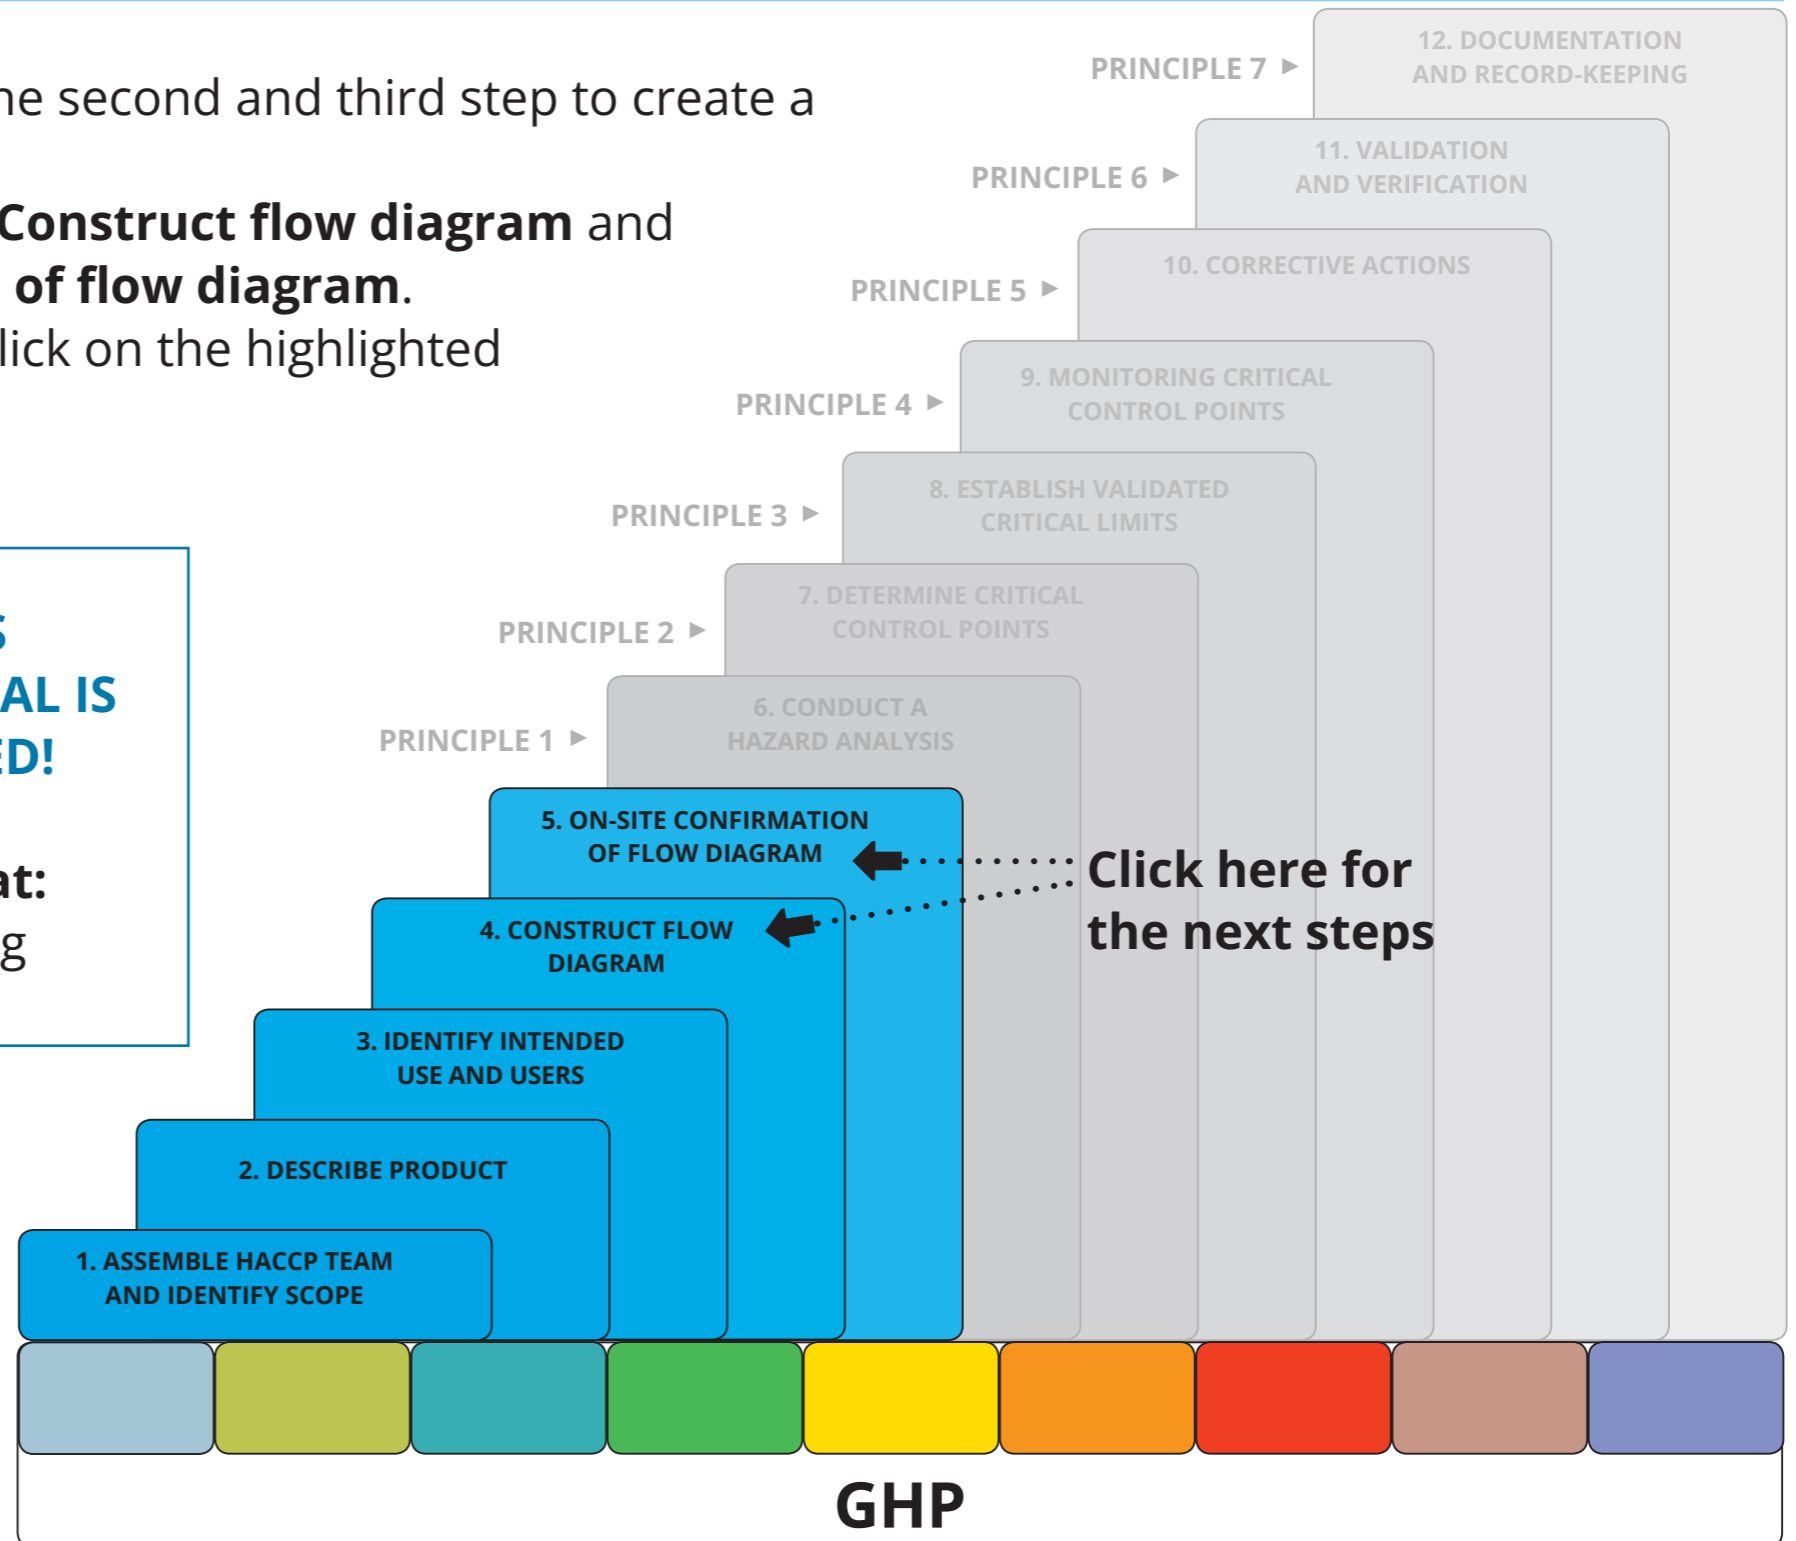 he second and third step to create a
Construct flow diagram and
of flow diagram.
lick on the highlighted
S
AL IS
ED!
at:
g
PRINCIPLE 7 ►
12. DOCUMENTATION
AND RECORD-KEEPING
PRINCIPLE 6 ►
11. VALIDATION
AND VERIFICATION
PRINCIPLE 5 ►
10. CORRECTIVE ACTIONS
PRINCIPLE 4 ►
9. MONITORING CRITICAL
CONTROL POINTS
PRINCIPLE 3 ►
8. ESTABLISH VALIDATED
CRITICAL LIMITS
PRINCIPLE 2 ►
7. DETERMINE CRITICAL
CONTROL POINTS
PRINCIPLE 1 ►
6. CONDUCT A
HAZARD ANALYSIS
5. ON-SITE CONFIRMATION
OF FLOW DIAGRAM
Click here for
the next steps
4. CONSTRUCT FLOW
DIAGRAM
3. IDENTIFY INTENDED
USE AND USERS
2. DESCRIBE PRODUCT
1. ASSEMBLE HACCP TEAM
AND IDENTIFY SCOPE
GHP